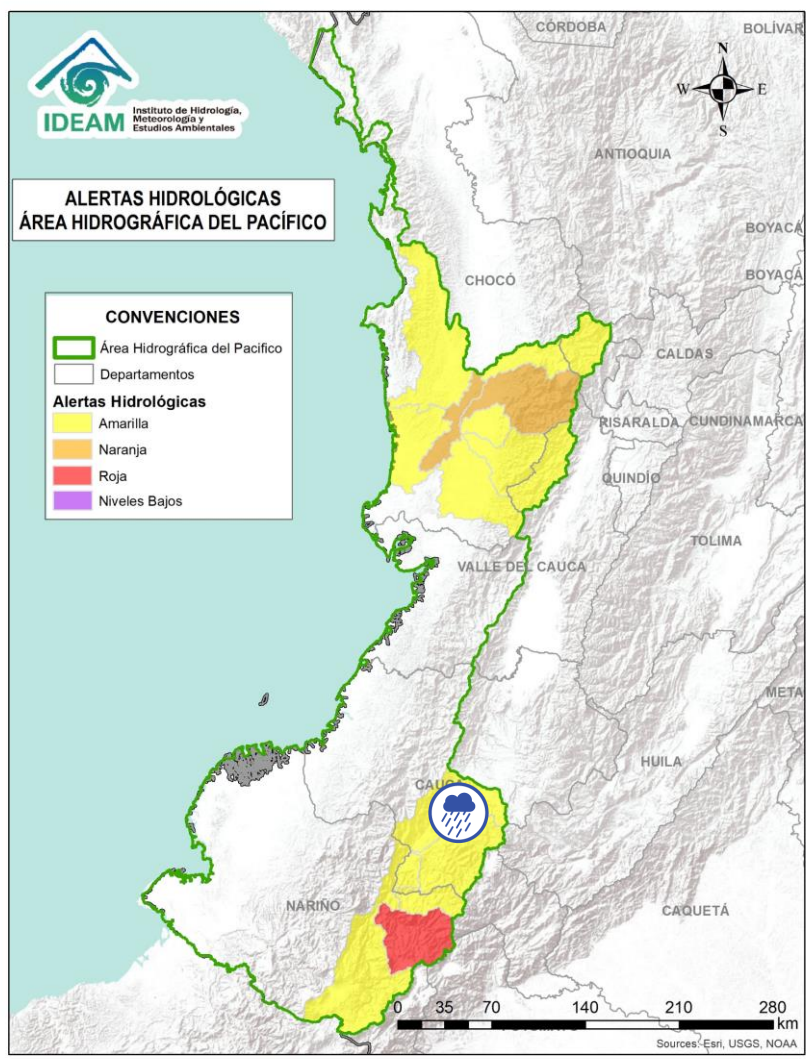 CÓRDOBA
BOLÍVAR
IDEAM
Instituto de Hidrología,
Meteorología y
Estudios Ambientales
N
W
E
S
ANTIOQUIA
ALERTAS HIDROLÓGICAS
ÁREA HIDROGRÁFICA DEL PACÍFICO
BOYACÁ
BOYACÁ
CHOCÓ
CONVENCIONES
Área Hidrográfica del Pacifico
Departamentos
Alertas Hidrológicas
Amarilla
Naranja
Roja
Niveles Bajos
CALDAS
RISARALDA
CUNDINAMARCA
QUINDÍO
TOLIMA
VALLE DEL CAUCA
META
HUILA
CAUCA
NARIÑO
CAQUETÁ
0 35 70 140 210 280
km
Sources: Esri, USGS, NOAA